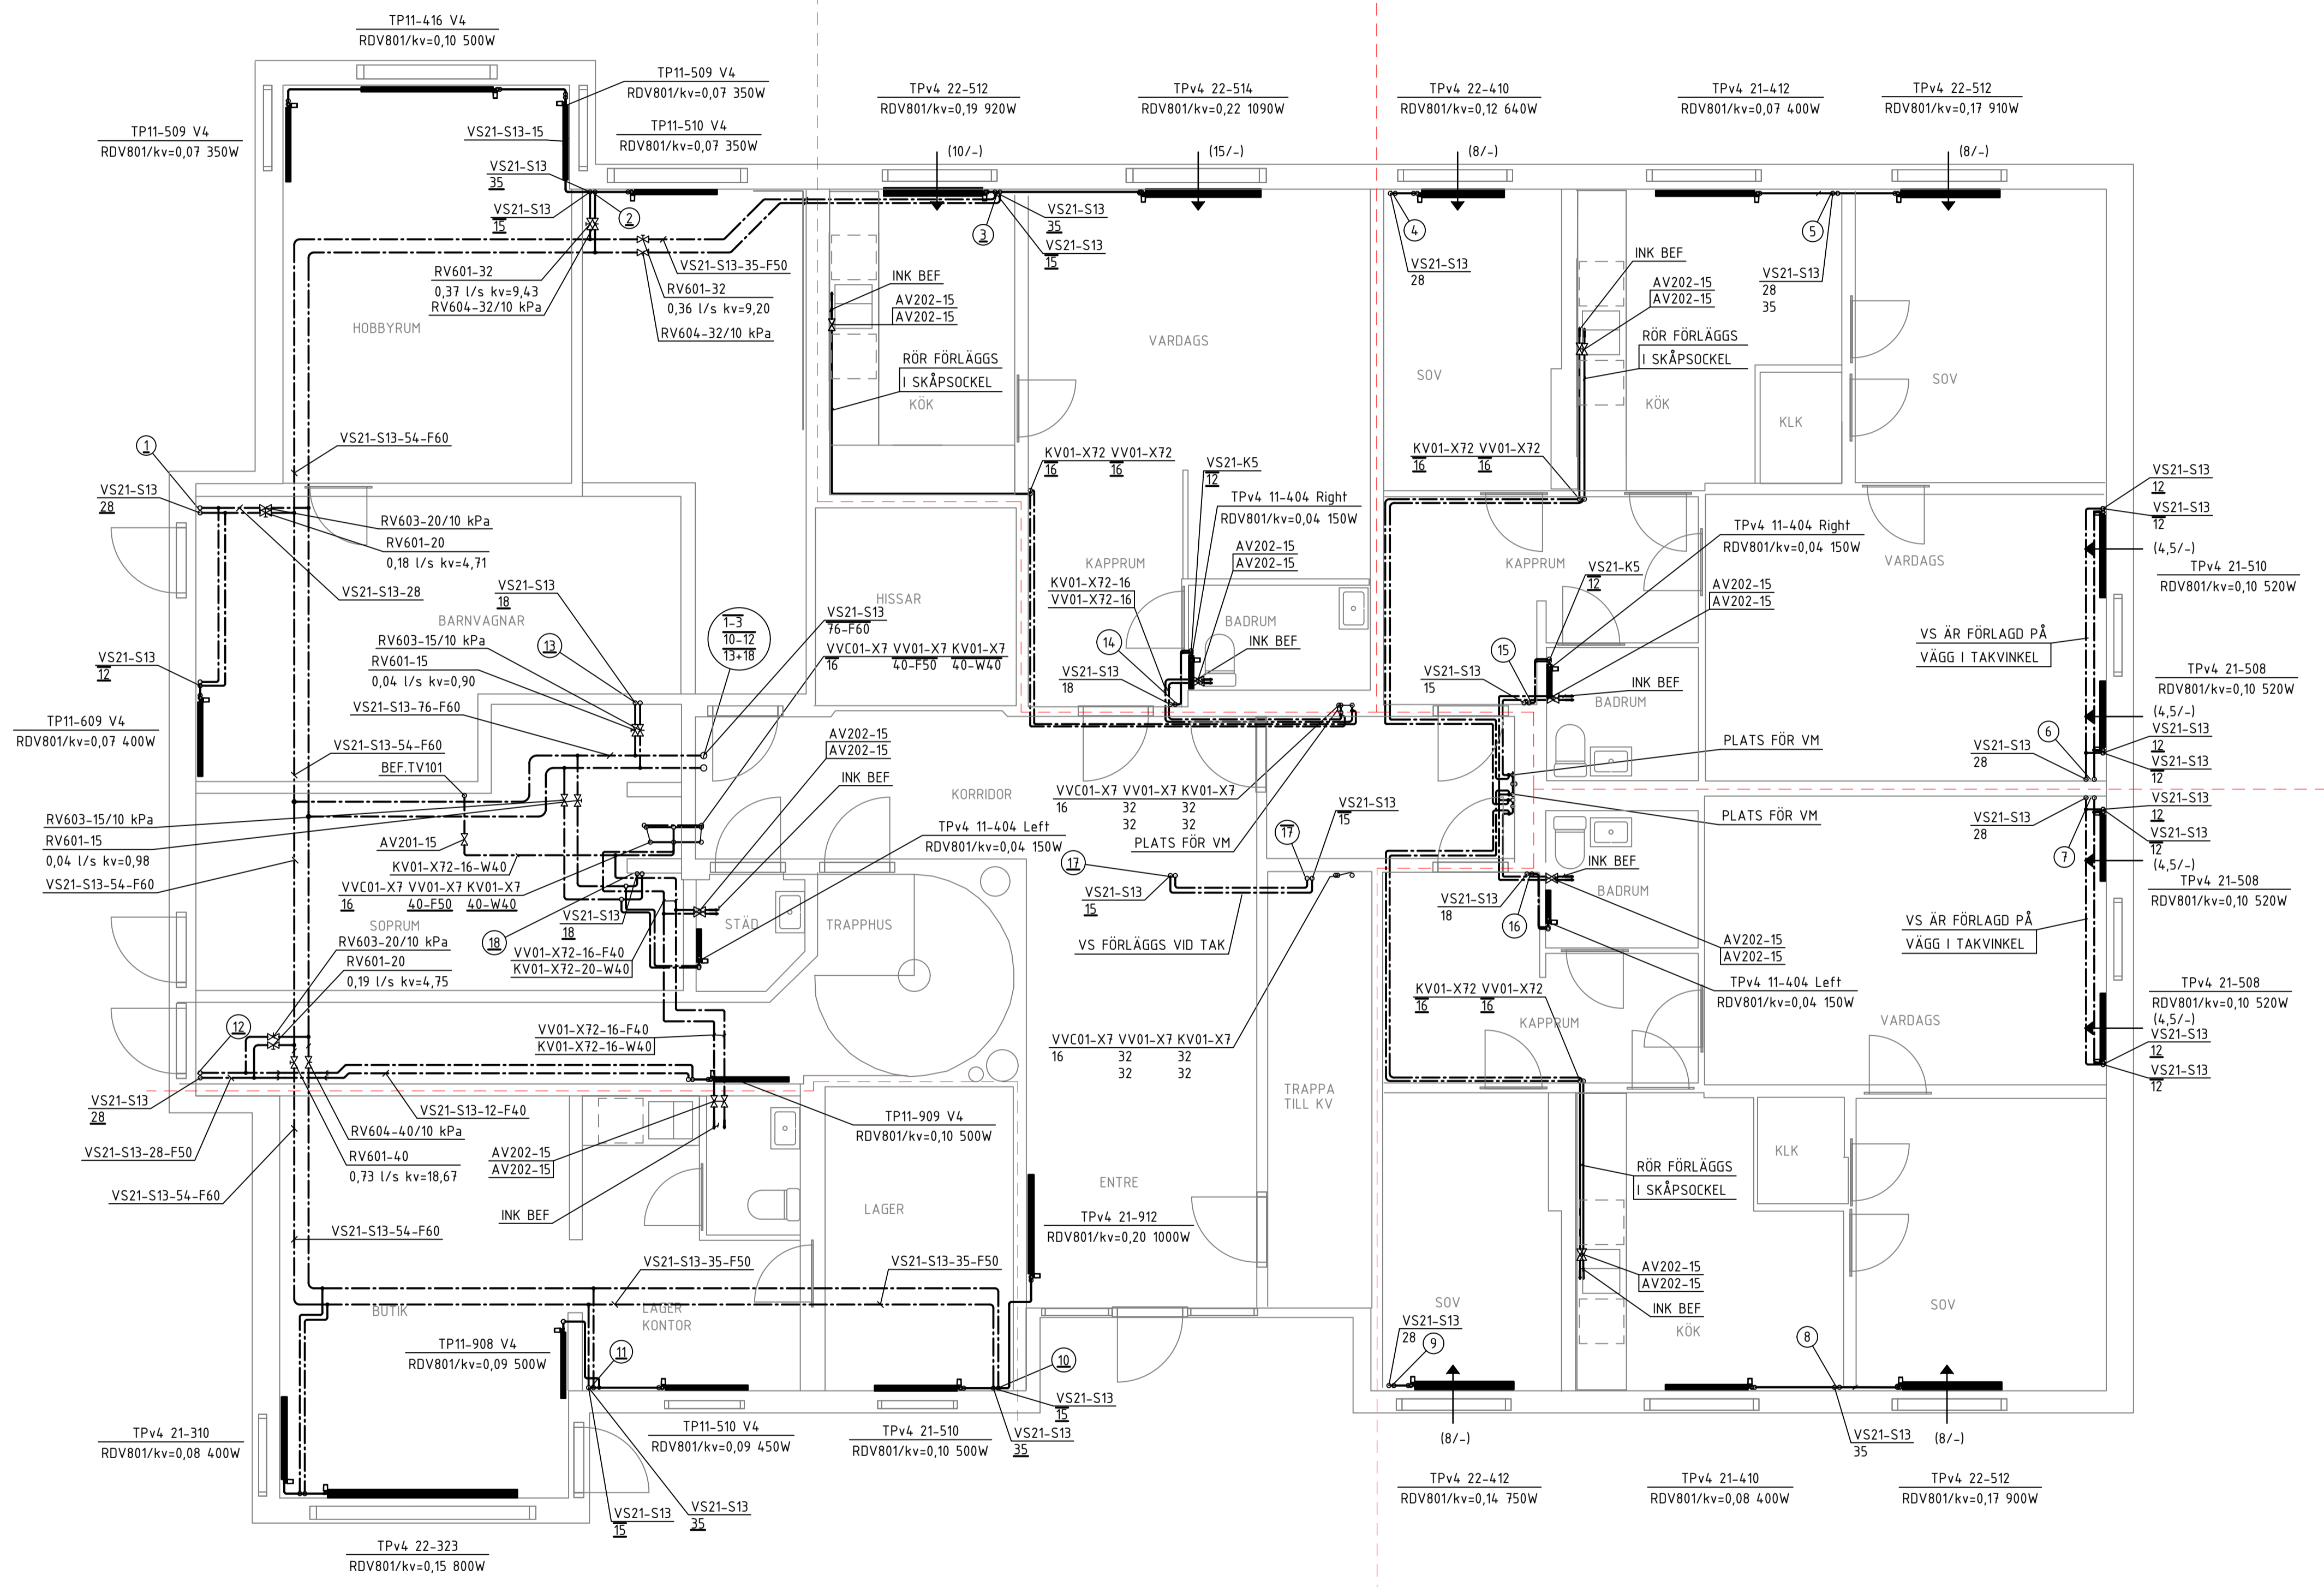 TP11-416 V4
RDV801/kv=0,10 500W
TP11-509 V4
RDV801/kv=0,07 350W
TP11-509 V4
RDV801/kv=0,07 350W
VS21-S13-15
TP11-510 V4
RDV801/kv=0,07 350W
VS21-S13
35
VS21-S13
15
2
TPv4 22-512
RDV801/kv=0,19 920W
TPv4 22-514
RDV801/kv=0,22 1090W
TPv4 22-410
RDV801/kv=0,12 640W
TPv4 21-412
RDV801/kv=0,07 400W
TPv4 22-512
RDV801/kv=0,17 910W
(10/-)
(15/-)
(8/-)
(8/-)
3
VS21-S13
35
VS21-S13
15
4
VS21-S13
28
5
VS21-S13
28
35
RV601-32
0,37 l/s kv=9,43
RV604-32/10 kPa
VS21-S13-35-F50
RV601-32
0,36 l/s kv=9,20
RV604-32/10 kPa
INK BEF
AV202-15
AV202-15
RÖR FÖRLÄGGS
I SKÅPSOCKEL
KÖK
HOBBYRUM
VARDAGS
SOV
INK BEF
AV202-15
AV202-15
RÖR FÖRLÄGGS
I SKÅPSOCKEL
KÖK
KLK
SOV
1
VS21-S13-54-F60
VS21-S13
28
RV603-20/10 kPa
RV601-20
0,18 l/s kv=4,71
VS21-S13-28
VS21-S13
18
BARNVAGNAR
RV603-15/10 kPa
13
RV601-15
0,04 l/s kv=0,90
VS21-S13-76-F60
VS21-S13
12
TP11-609 V4
RDV801/kv=0,07 400W
VS21-S13-54-F60
BEF.TV101
RV603-15/10 kPa
RV601-15
0,04 l/s kv=0,98
VS21-S13-54-F60
AV201-15
KV01-X72-16-W40
VVC01-X7 VV01-X7 KV01-X7
16 40-F50 40-W40
SOPRUM
HISSAR
1-3
10-12
13+18
VS21-S13
76-F60
VVC01-X7 VV01-X7 KV01-X7
16 40-F50 40-W40
KV01-X72 VV01-X72
16 16
VS21-K5
12
TPv4 11-404 Right
RDV801/kv=0,04 150W
AV202-15
AV202-15
KAPPRUM
KV01-X72-16
VV01-X72-16
BADRUM
INK BEF
14
VS21-S13
18
KV01-X72 VV01-X72
16 16
KAPPRUM
VS21-K5
12
TPv4 11-404 Right
RDV801/kv=0,04 150W
AV202-15
AV202-15
15
VS21-S13
15
INK BEF
BADRUM
VARDAGS
VS21-S13
12
VS21-S13
12
(4,5/-)
TPv4 21-510
RDV801/kv=0,10 520W
VS ÄR FÖRLAGD PÅ
VÄGG I TAKVINKEL
TPv4 21-508
RDV801/kv=0,10 520W
(4,5/-)
VS21-S13
12
VS21-S13
12
6
VS21-S13
28
PLATS FÖR VM
PLATS FÖR VM
AV202-15
AV202-15
INK BEF
KORRIDOR
TPv4 11-404 Left
RDV801/kv=0,04 150W
VVC01-X7 VV01-X7 KV01-X7
16 32 32
32 32
PLATS FÖR VM
17
VS21-S13
15
17
VS21-S13
15
VS FÖRLÄGGS VID TAK
VS21-S13
28
7
VS21-S13
12
VS21-S13
12
(4,5/-)
TPv4 21-508
RDV801/kv=0,10 520W
VS ÄR FÖRLAGD PÅ
VÄGG I TAKVINKEL
TPv4 21-508
RDV801/kv=0,10 520W
(4,5/-)
VS21-S13
12
VS21-S13
12
VARDAGS
INK BEF
BADRUM
VS21-S13
18
16
AV202-15
AV202-15
TPv4 11-404 Left
RDV801/kv=0,04 150W
KV01-X72 VV01-X72
16 16
KAPPRUM
VS21-S13
18
18
VV01-X72-16-F40
KV01-X72-20-W40
STÄD
TRAPPHUS
RV603-20/10 kPa
RV601-20
0,19 l/s kv=4,75
12
VV01-X72-16-F40
KV01-X72-16-W40
VVC01-X7 VV01-X7 KV01-X7
16 32 32
32 32
TRAPPA
TILL KV
VS21-S13
28
VS21-S13-28-F50
VS21-S13-54-F60
VS21-S13-12-F40
RV604-40/10 kPa
RV601-40
0,73 l/s kv=18,67
VS21-S13-54-F60
AV202-15
AV202-15
INK BEF
TP11-909 V4
RDV801/kv=0,10 500W
LAGER
ENTRE
TPv4 21-912
RDV801/kv=0,20 1000W
VS21-S13-35-F50
VS21-S13-35-F50
BUTIK
LAGER
KONTOR
TP11-908 V4
RDV801/kv=0,09 500W
11
10
VS21-S13
15
VS21-S13
35
TPv4 21-310
RDV801/kv=0,08 400W
TP11-510 V4
RDV801/kv=0,09 450W
TPv4 21-510
RDV801/kv=0,10 500W
VS21-S13
15
VS21-S13
35
TPv4 22-323
RDV801/kv=0,15 800W
RÖR FÖRLÄGGS
I SKÅPSOCKEL
KLK
AV202-15
AV202-15
INK BEF
KÖK
SOV
SOV
VS21-S13
28
9
8
VS21-S13
35
(8/-)
(8/-)
TPv4 22-412
RDV801/kv=0,14 750W
TPv4 21-410
RDV801/kv=0,08 400W
TPv4 22-512
RDV801/kv=0,17 900W